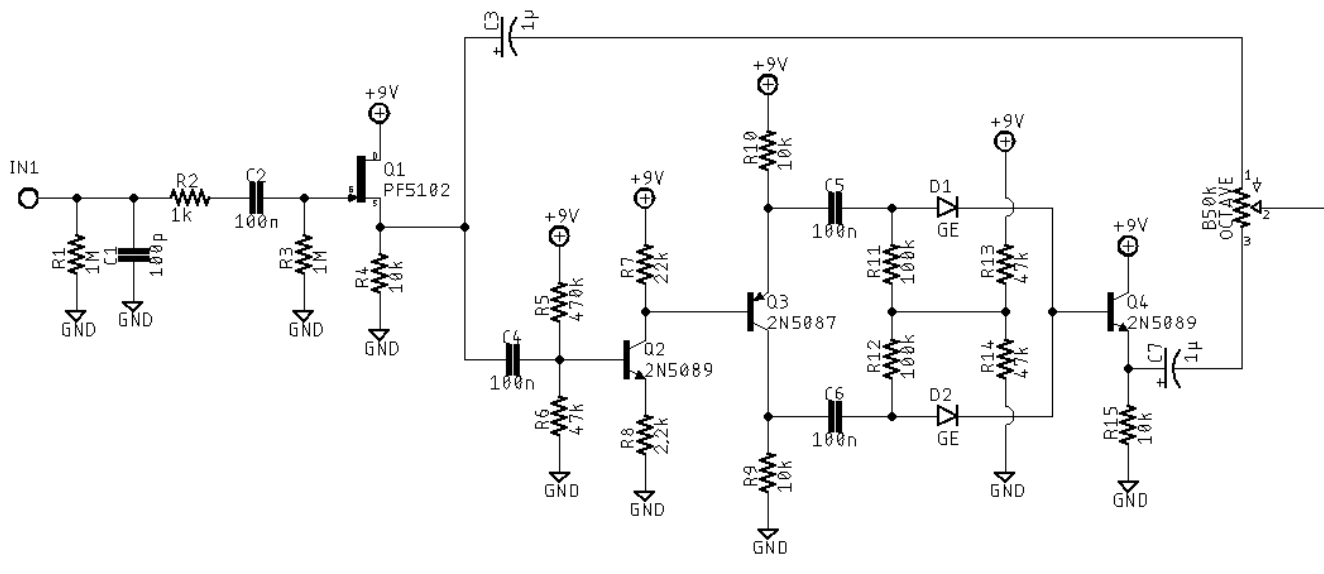 C3
1µ
+
+9V
IN1
R1
1M
GND
C1
100p
GND
R2
1k
C2
100n
R3
1M
GND
+9V
D
G
S
Q1
PF5102
R4
10k
GND
C4
100n
+9V
R5
470k
R6
47k
GND
+9V
R7
22k
Q2
2N5089
R8
2.2k
GND
+9V
R10
10k
Q3
2N5087
R9
10k
GND
C5
100n
C6
100n
R11
100k
R12
100k
D1
GE
D2
GE
+9V
R13
47k
R14
47k
GND
+9V
Q4
2N5089
R15
10k
GND
C7
1µ
+
B50k
OCTAVE
1
2
3